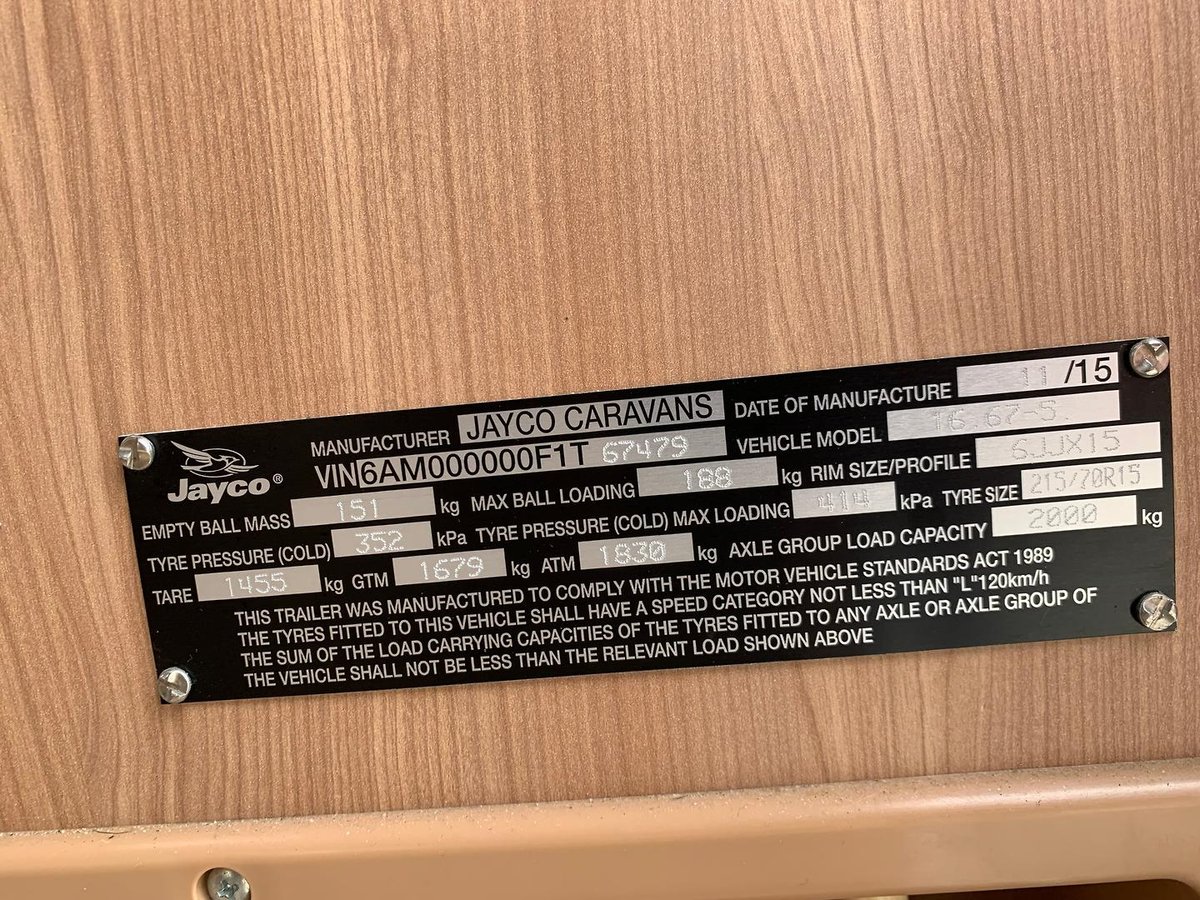 Jayco®
MANUFACTURER JAYCO CARAVANS DATE OF MANUFACTURE 11 /15
VIN 6AM000000F1T 67479 VEHICLE MODEL 16.67-5.
EMPTY BALL MASS 151 kg MAX BALL LOADING 188 kg RIM SIZE/PROFILE 6JJX15
TYRE PRESSURE (COLD) 352 kPa TYRE PRESSURE (COLD) MAX LOADING 414 kPa TYRE SIZE 215/70R15
TARE 1455 kg GTM 1679 kg ATM 1830 kg AXLE GROUP LOAD CAPACITY 2000 kg
THIS TRAILER WAS MANUFACTURED TO COMPLY WITH THE MOTOR VEHICLE STANDARDS ACT 1989
THE TYRES FITTED TO THIS VEHICLE SHALL HAVE A SPEED CATEGORY NOT LESS THAN "L"120km/h
THE SUM OF THE LOAD CARRYING CAPACITIES OF THE TYRES FITTED TO ANY AXLE OR AXLE GROUP OF
THE VEHICLE SHALL NOT BE LESS THAN THE RELEVANT LOAD SHOWN ABOVE